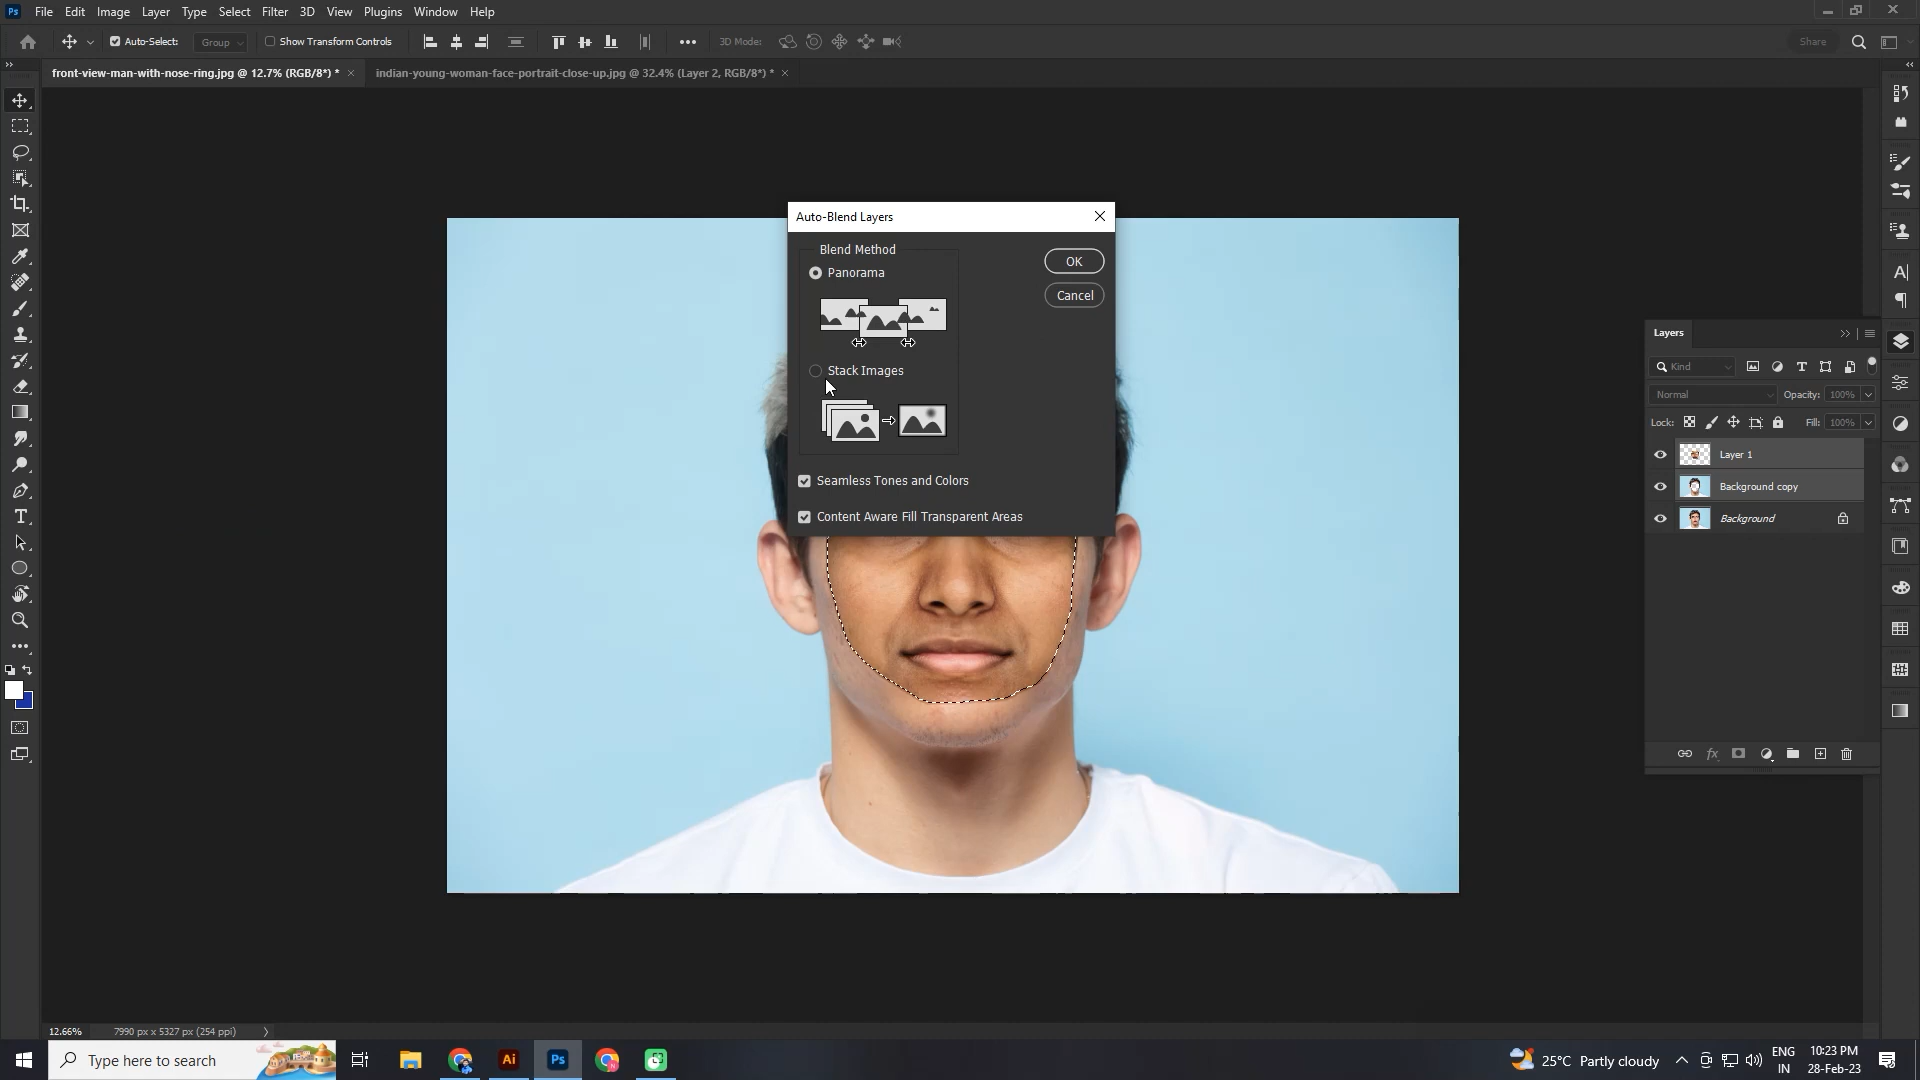 Ps File Edit Image Layer Type Select Filter 3D View Plugins Window Help
Auto-Select: Group Show Transform Controls 3D Mode: Share
front-view-man-with-nose-ring.jpg @ 12.7% (RGB/8*) * indian-young-woman-face-portrait-close-up.jpg @ 32.4% (Layer 2, RGB/8*) *
Auto-Blend Layers
Blend Method
Panorama
OK
Cancel
Stack Images
Seamless Tones and Colors
Content Aware Fill Transparent Areas
Layers
Kind
Normal Opacity: 100%
Lock: Fill: 100%
Layer 1
Background copy
Background
12.66% 7990 px x 5327 px (254 ppi)
Type here to search Ai Ps 25°C Partly cloudy ENG IN 10:23 PM 28-Feb-23